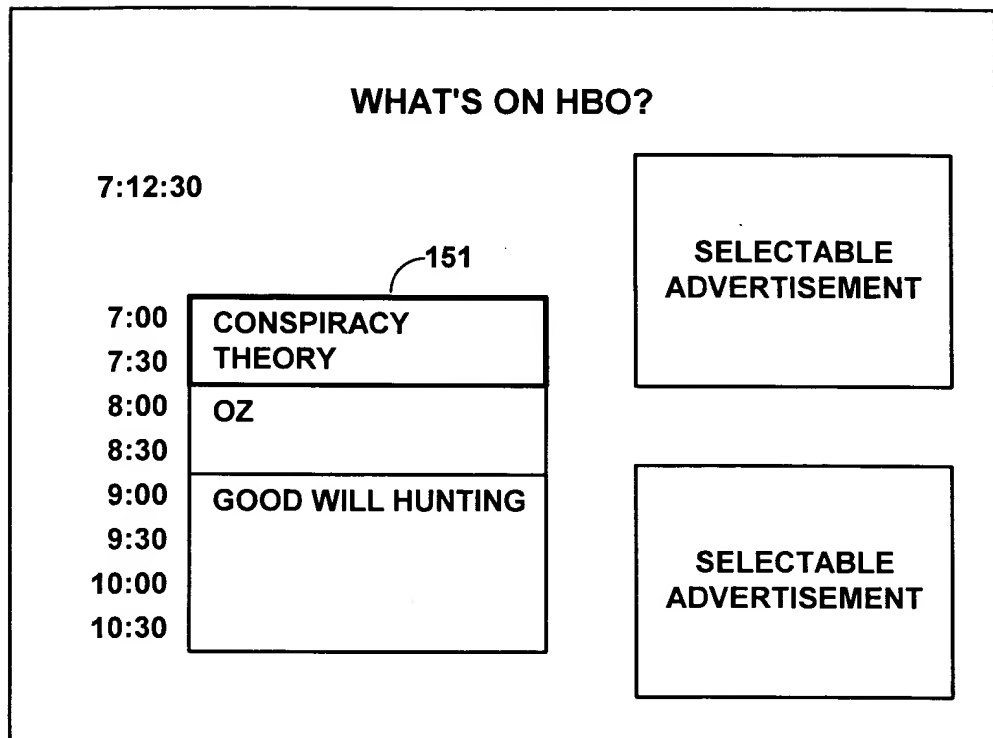 WHAT'S ON HBO?
7:12:30
151
7:00
CONSPIRACY
7:30
THEORY
8:00
OZ
8:30
9:00
GOOD WILL HUNTING
9:30
10:00
10:30
SELECTABLE
ADVERTISEMENT
SELECTABLE
ADVERTISEMENT